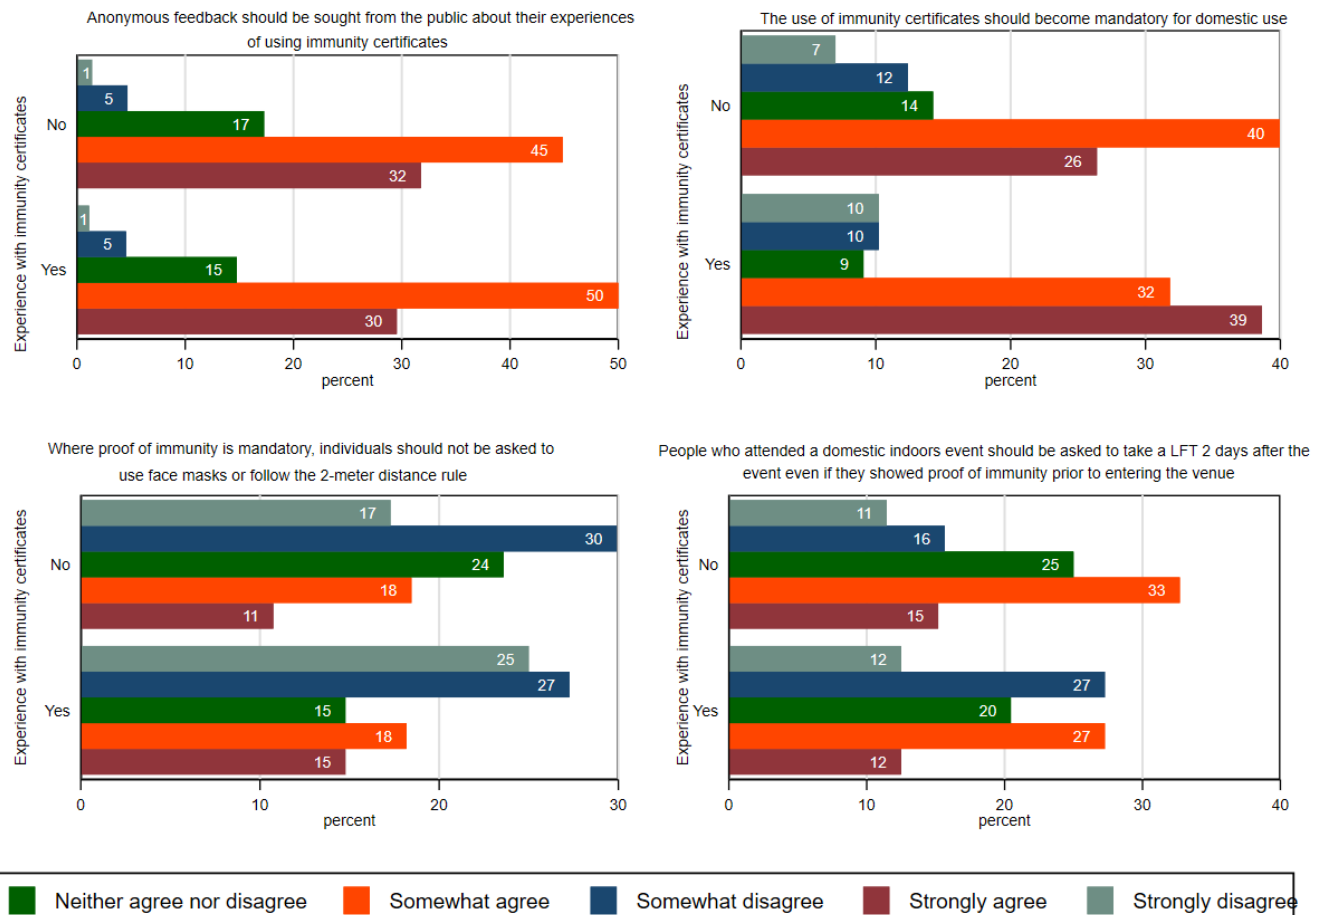 Anonymous feedback should be sought from the public about their experiences
of using immunity certificates
Experience with immunity certificates
No
1
5
17
45
32
Yes
1
5
15
50
30
0 10 20 30 40 50
percent
The use of immunity certificates should become mandatory for domestic use
Experience with immunity certificates
No
7
12
14
40
26
Yes
10
10
9
32
39
0 10 20 30 40
percent
Where proof of immunity is mandatory, individuals should not be asked to
use face masks or follow the 2-meter distance rule
Experience with immunity certificates
No
17
30
24
18
11
Yes
25
27
15
18
15
0 10 20 30
percent
People who attended a domestic indoors event should be asked to take a LFT 2 days after the
event even if they showed proof of immunity prior to entering the venue
Experience with immunity certificates
No
11
16
25
33
15
Yes
12
27
20
27
12
0 10 20 30 40
percent
Neither agree nor disagree Somewhat agree Somewhat disagree Strongly agree Strongly disagree